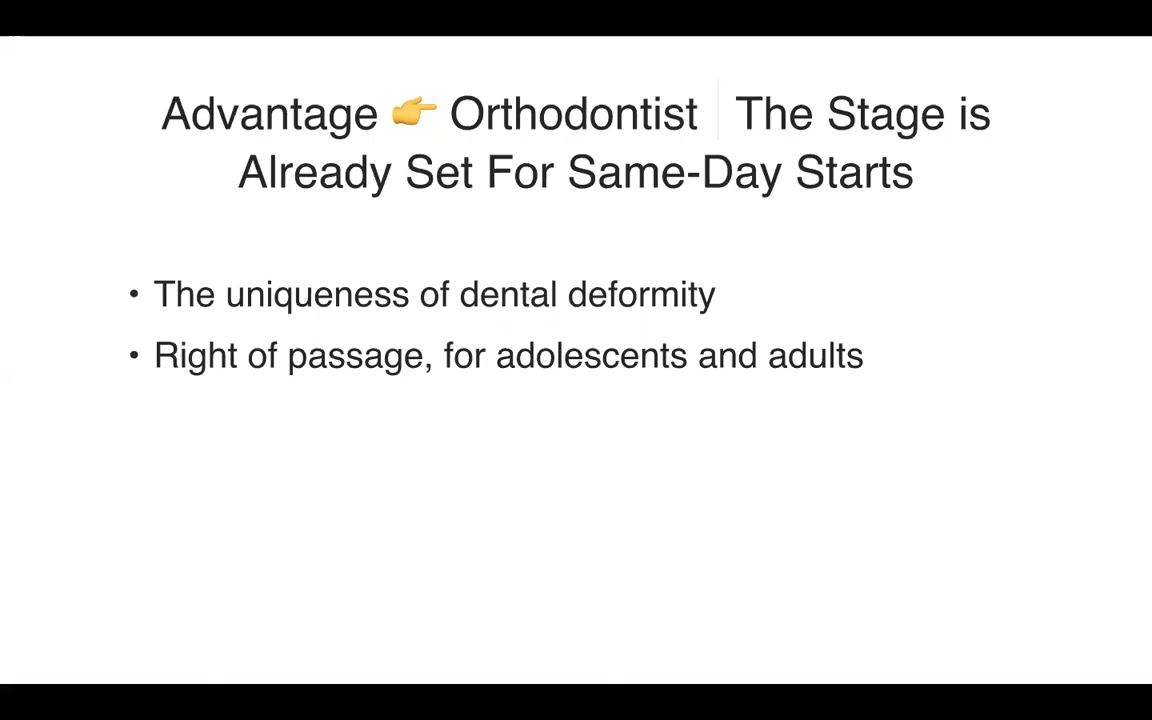 Advantage 👉 Orthodontist | The Stage is
Already Set For Same-Day Starts
• The uniqueness of dental deformity
• Right of passage, for adolescents and adults